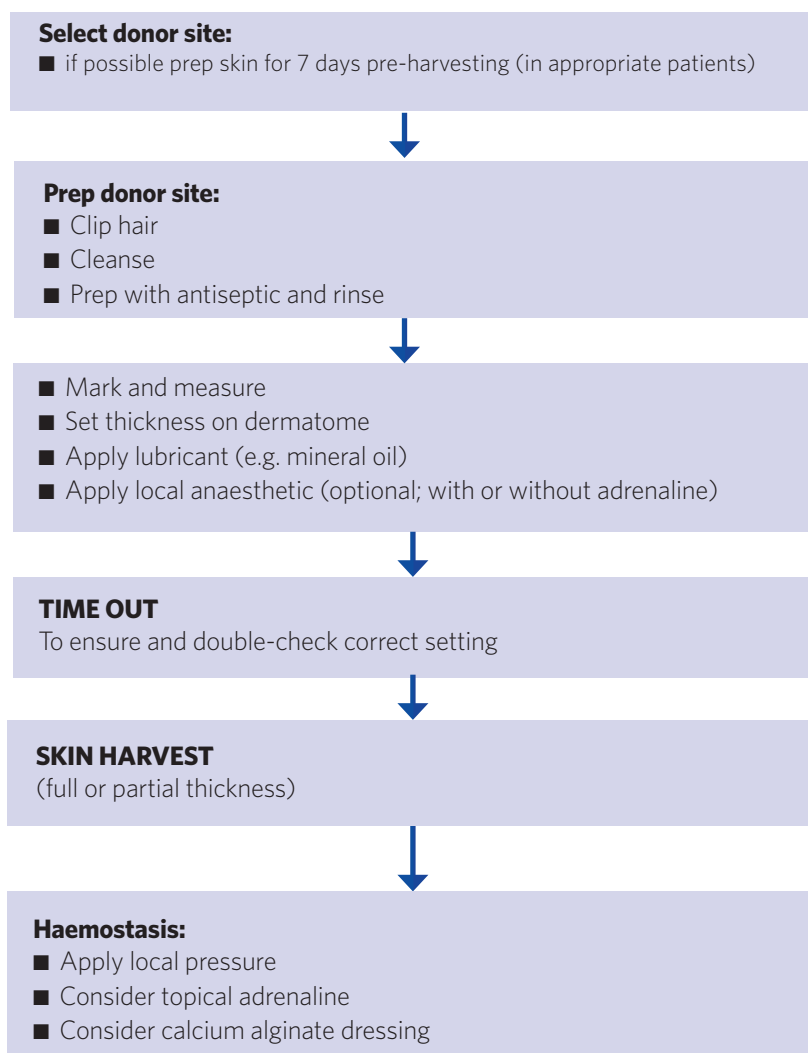 Select donor site:
■ if possible prep skin for 7 days pre-harvesting (in appropriate patients)
Prep donor site:
■ Clip hair
■ Cleanse
■ Prep with antiseptic and rinse
■ Mark and measure
■ Set thickness on dermatome
■ Apply lubricant (e.g. mineral oil)
■ Apply local anaesthetic (optional; with or without adrenaline)
TIME OUT
To ensure and double-check correct setting
SKIN HARVEST
(full or partial thickness)
Haemostasis:
■ Apply local pressure
■ Consider topical adrenaline
■ Consider calcium alginate dressing